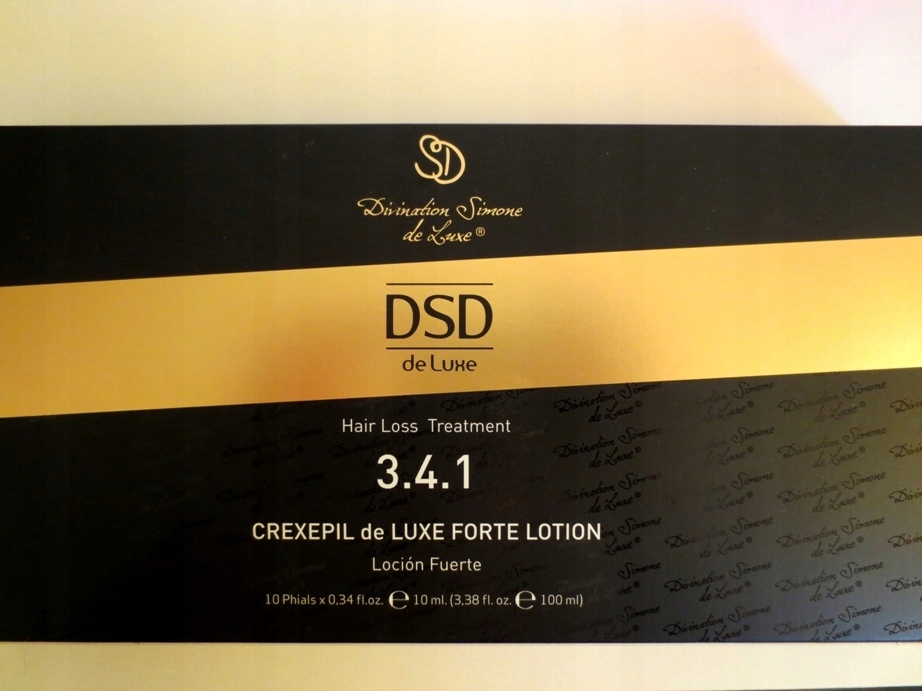 SD
Divination Simone
de Luxe®
DSD
de Luxe
Hair Loss Treatment
3.4.1
CREXEPIL de LUXE FORTE LOTION
Loción Fuerte
10 Phials x 0,34 fl.oz. ℮ 10 ml. (3,38 fl. oz. ℮ 100 ml)